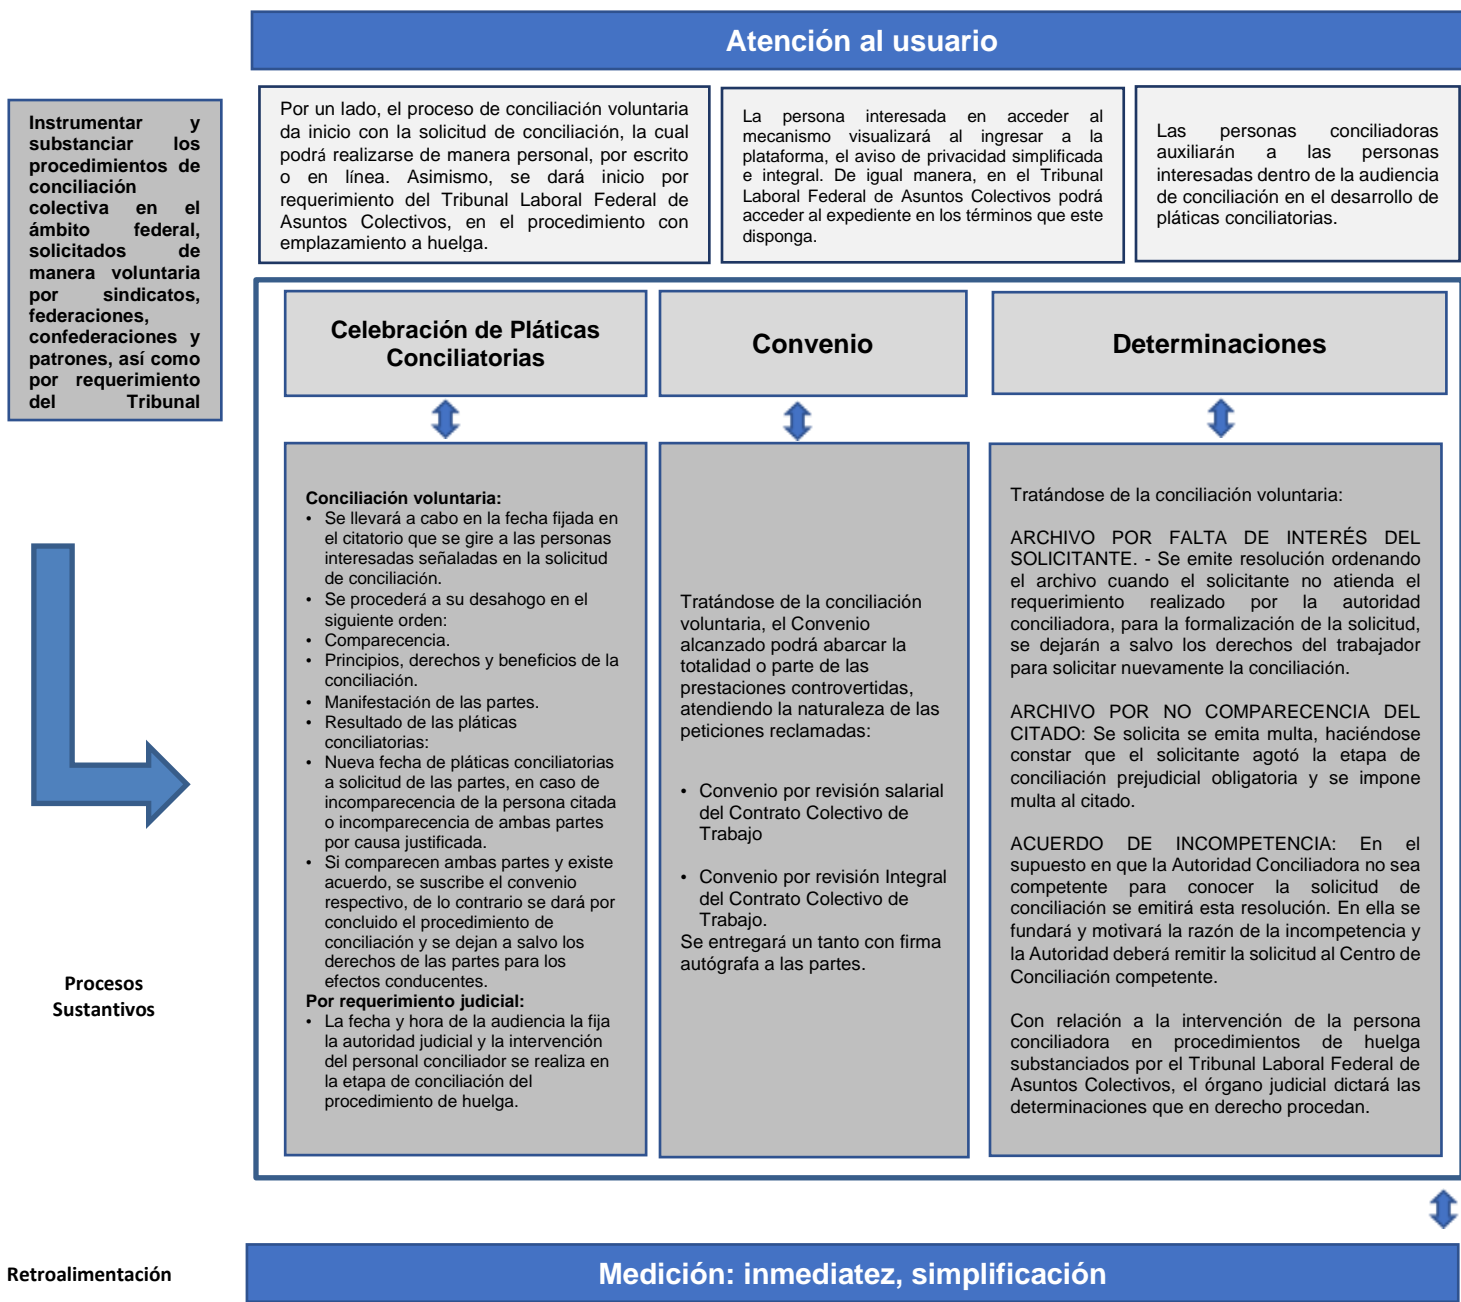 Atención al usuario
Instrumentar y
substanciar los
procedimientos de
conciliación
colectiva en el
ámbito federal,
solicitados de
manera voluntaria
por sindicatos,
federaciones,
confederaciones y
patrones, así como
por requerimiento
del Tribunal
Por un lado, el proceso de conciliación voluntaria
da inicio con la solicitud de conciliación, la cual
podrá realizarse de manera personal, por escrito
o en línea. Asimismo, se dará inicio por
requerimiento del Tribunal Laboral Federal de
Asuntos Colectivos, en el procedimiento con
emplazamiento a huelga.
La persona interesada en acceder al
mecanismo visualizará al ingresar a la
plataforma, el aviso de privacidad simplificada
e integral. De igual manera, en el Tribunal
Laboral Federal de Asuntos Colectivos podrá
acceder al expediente en los términos que este
disponga.
Las personas conciliadoras
auxiliarán a las personas
interesadas dentro de la audiencia
de conciliación en el desarrollo de
pláticas conciliatorias.
Celebración de Pláticas
Conciliatorias
Convenio
Determinaciones
Conciliación voluntaria:
• Se llevará a cabo en la fecha fijada en
el citatorio que se gire a las personas
interesadas señaladas en la solicitud
de conciliación.
• Se procederá a su desahogo en el
siguiente orden:
• Comparecencia.
• Principios, derechos y beneficios de la
conciliación.
• Manifestación de las partes.
• Resultado de las pláticas
conciliatorias:
• Nueva fecha de pláticas conciliatorias
a solicitud de las partes, en caso de
incomparecencia de la persona citada
o incomparecencia de ambas partes
por causa justificada.
• Si comparecen ambas partes y existe
acuerdo, se suscribe el convenio
respectivo, de lo contrario se dará por
concluido el procedimiento de
conciliación y se dejan a salvo los
derechos de las partes para los
efectos conducentes.
Por requerimiento judicial:
• La fecha y hora de la audiencia la fija
la autoridad judicial y la intervención
del personal conciliador se realiza en
la etapa de conciliación del
procedimiento de huelga.
Tratándose de la conciliación
voluntaria, el Convenio
alcanzado podrá abarcar la
totalidad o parte de las
prestaciones controvertidas,
atendiendo la naturaleza de las
peticiones reclamadas:
• Convenio por revisión salarial
del Contrato Colectivo de
Trabajo
• Convenio por revisión Integral
del Contrato Colectivo de
Trabajo.
Se entregará un tanto con firma
autógrafa a las partes.
Tratándose de la conciliación voluntaria:
ARCHIVO POR FALTA DE INTERÉS DEL
SOLICITANTE. - Se emite resolución ordenando
el archivo cuando el solicitante no atienda el
requerimiento realizado por la autoridad
conciliadora, para la formalización de la solicitud,
se dejarán a salvo los derechos del trabajador
para solicitar nuevamente la conciliación.
ARCHIVO POR NO COMPARECENCIA DEL
CITADO: Se solicita se emita multa, haciéndose
constar que el solicitante agotó la etapa de
conciliación prejudicial obligatoria y se impone
multa al citado.
ACUERDO DE INCOMPETENCIA: En el
supuesto en que la Autoridad Conciliadora no sea
competente para conocer la solicitud de
conciliación se emitirá esta resolución. En ella se
fundará y motivará la razón de la incompetencia y
la Autoridad deberá remitir la solicitud al Centro de
Conciliación competente.
Con relación a la intervención de la persona
conciliadora en procedimientos de huelga
substanciados por el Tribunal Laboral Federal de
Asuntos Colectivos, el órgano judicial dictará las
determinaciones que en derecho procedan.
Procesos
Sustantivos
Retroalimentación
Medición: inmediatez, simplificación